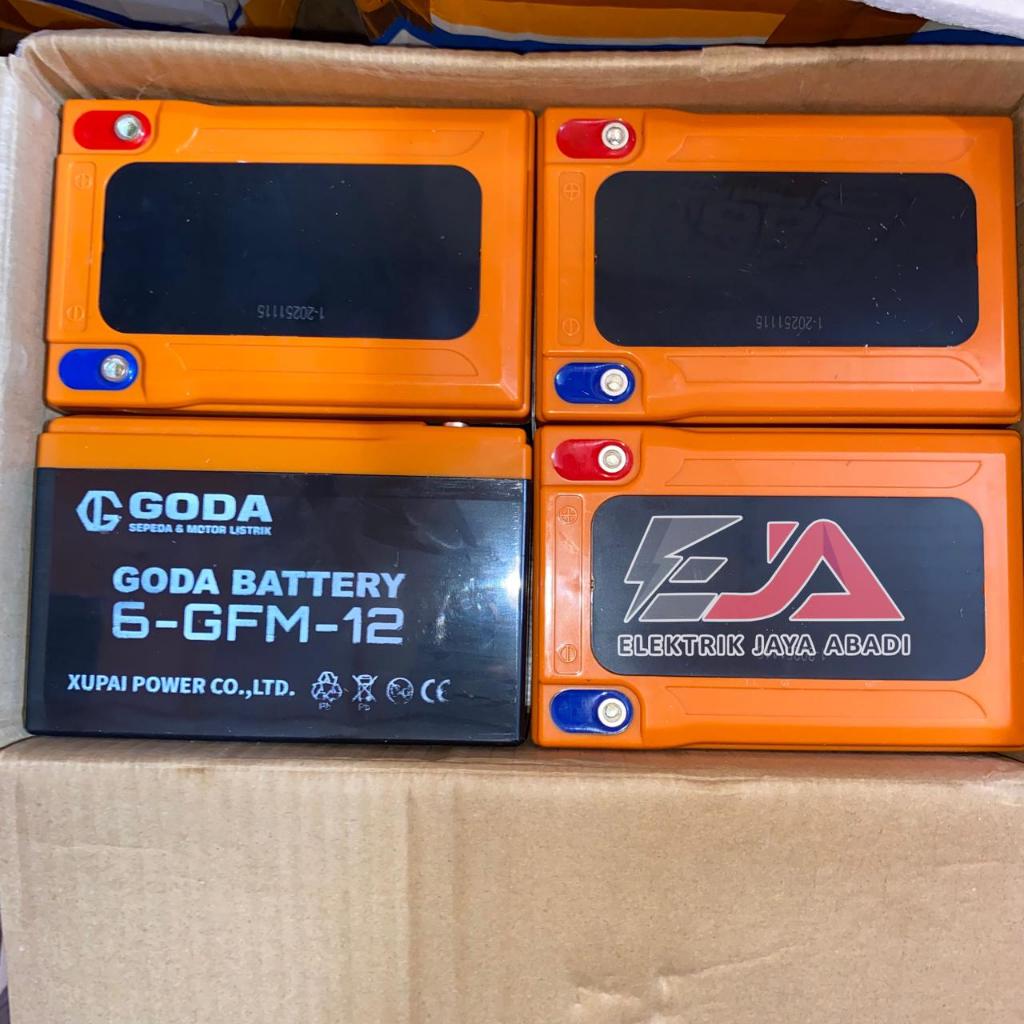 1-20251115
1-20251115
GODA
SEPEDA & MOTOR LISTRIK
GODA BATTERY
6-GFM-12
XUPAI POWER CO.,LTD.
Pb
CE
EJA
ELEKTRIK JAYA ABADI